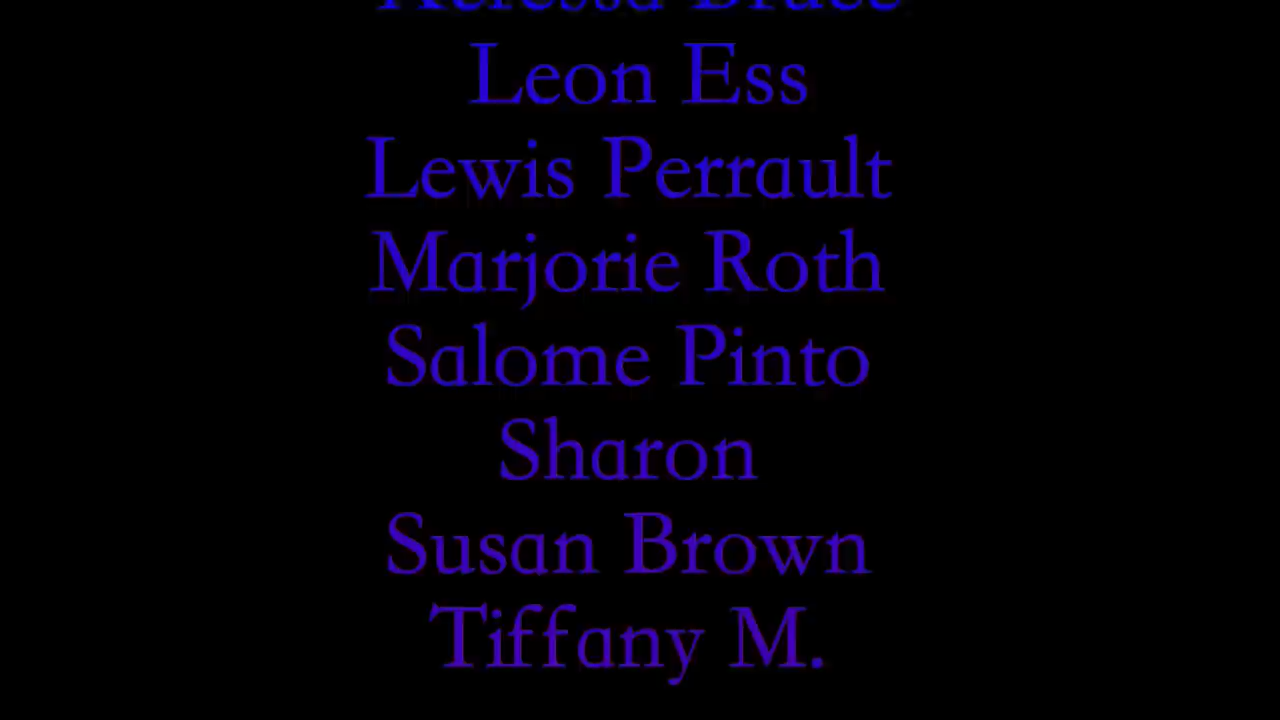 Leon Ess
Lewis Perrault
Marjorie Roth
Salome Pinto
Sharon
Susan Brown
Tiffany M.